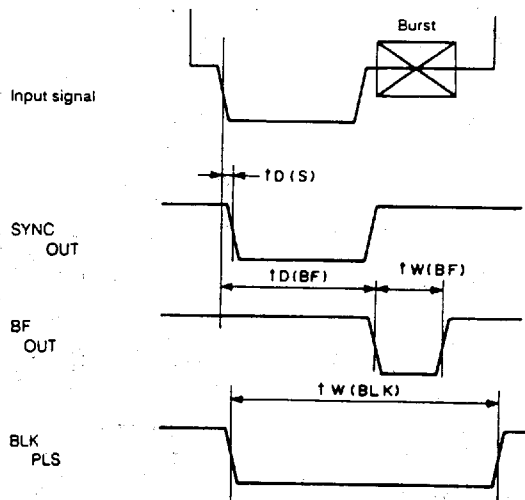 Burst
Input signal
tD(S)
SYNC
OUT
tD(BF)
tW(BF)
BF
OUT
tW(BLK)
BLK
PLS